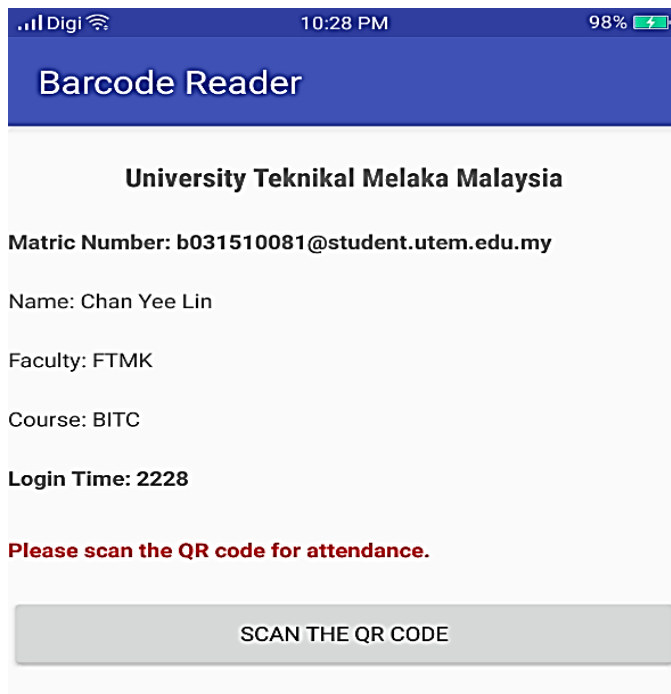 Digi 10:28 PM 98%
Barcode Reader
University Teknikal Melaka Malaysia
Matric Number: b031510081@student.utem.edu.my
Name: Chan Yee Lin
Faculty: FTMK
Course: BITC
Login Time: 2228
Please scan the QR code for attendance.
SCAN THE QR CODE